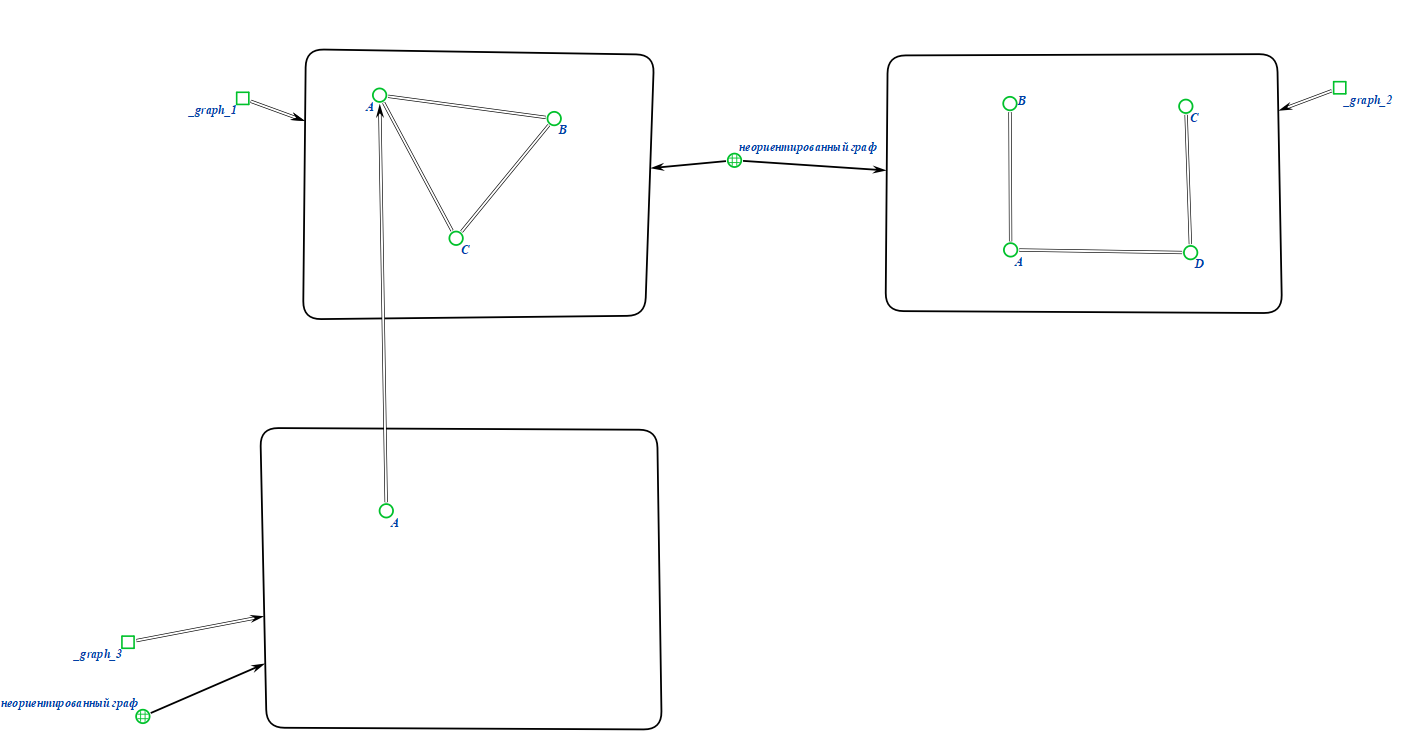 _graph_1
A
B
C
неориентированный граф
B
C
A
D
_graph_2
A
_graph_3
неориентированный граф